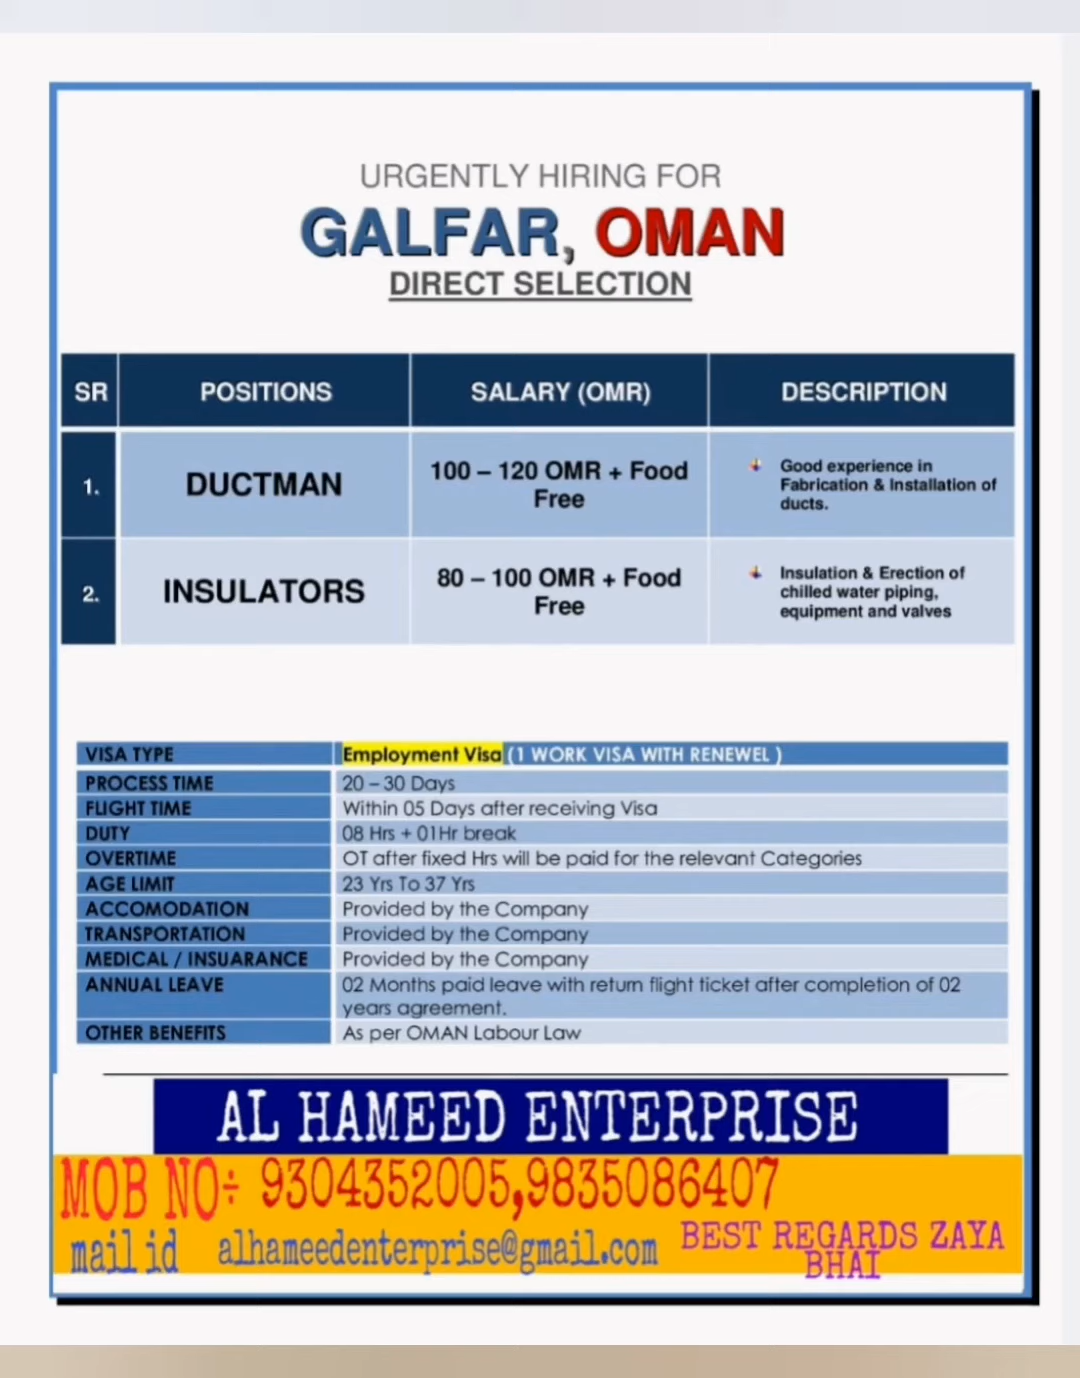 URGENTLY HIRING FOR
GALFAR, OMAN
DIRECT SELECTION
SR POSITIONS SALARY (OMR) DESCRIPTION
1. DUCTMAN 100 – 120 OMR + Food Free Good experience in Fabrication & Installation of ducts.
2. INSULATORS 80 – 100 OMR + Food Free Insulation & Erection of chilled water piping, equipment and valves
VISA TYPE Employment Visa (1 WORK VISA WITH RENEWEL )
PROCESS TIME 20 – 30 Days
FLIGHT TIME Within 05 Days after receiving Visa
DUTY 08 Hrs + 01Hr break
OVERTIME OT after fixed Hrs will be paid for the relevant Categories
AGE LIMIT 23 Yrs To 37 Yrs
ACCOMODATION Provided by the Company
TRANSPORTATION Provided by the Company
MEDICAL / INSUARANCE Provided by the Company
ANNUAL LEAVE 02 Months paid leave with return flight ticket after completion of 02
years agreement.
OTHER BENEFITS As per OMAN Labour Law
AL HAMEED ENTERPRISE
MOB NO÷ 9304352005,9835086407
mail id alhameedenterprise@gmail.com
BEST REGARDS ZAYA
BHAI